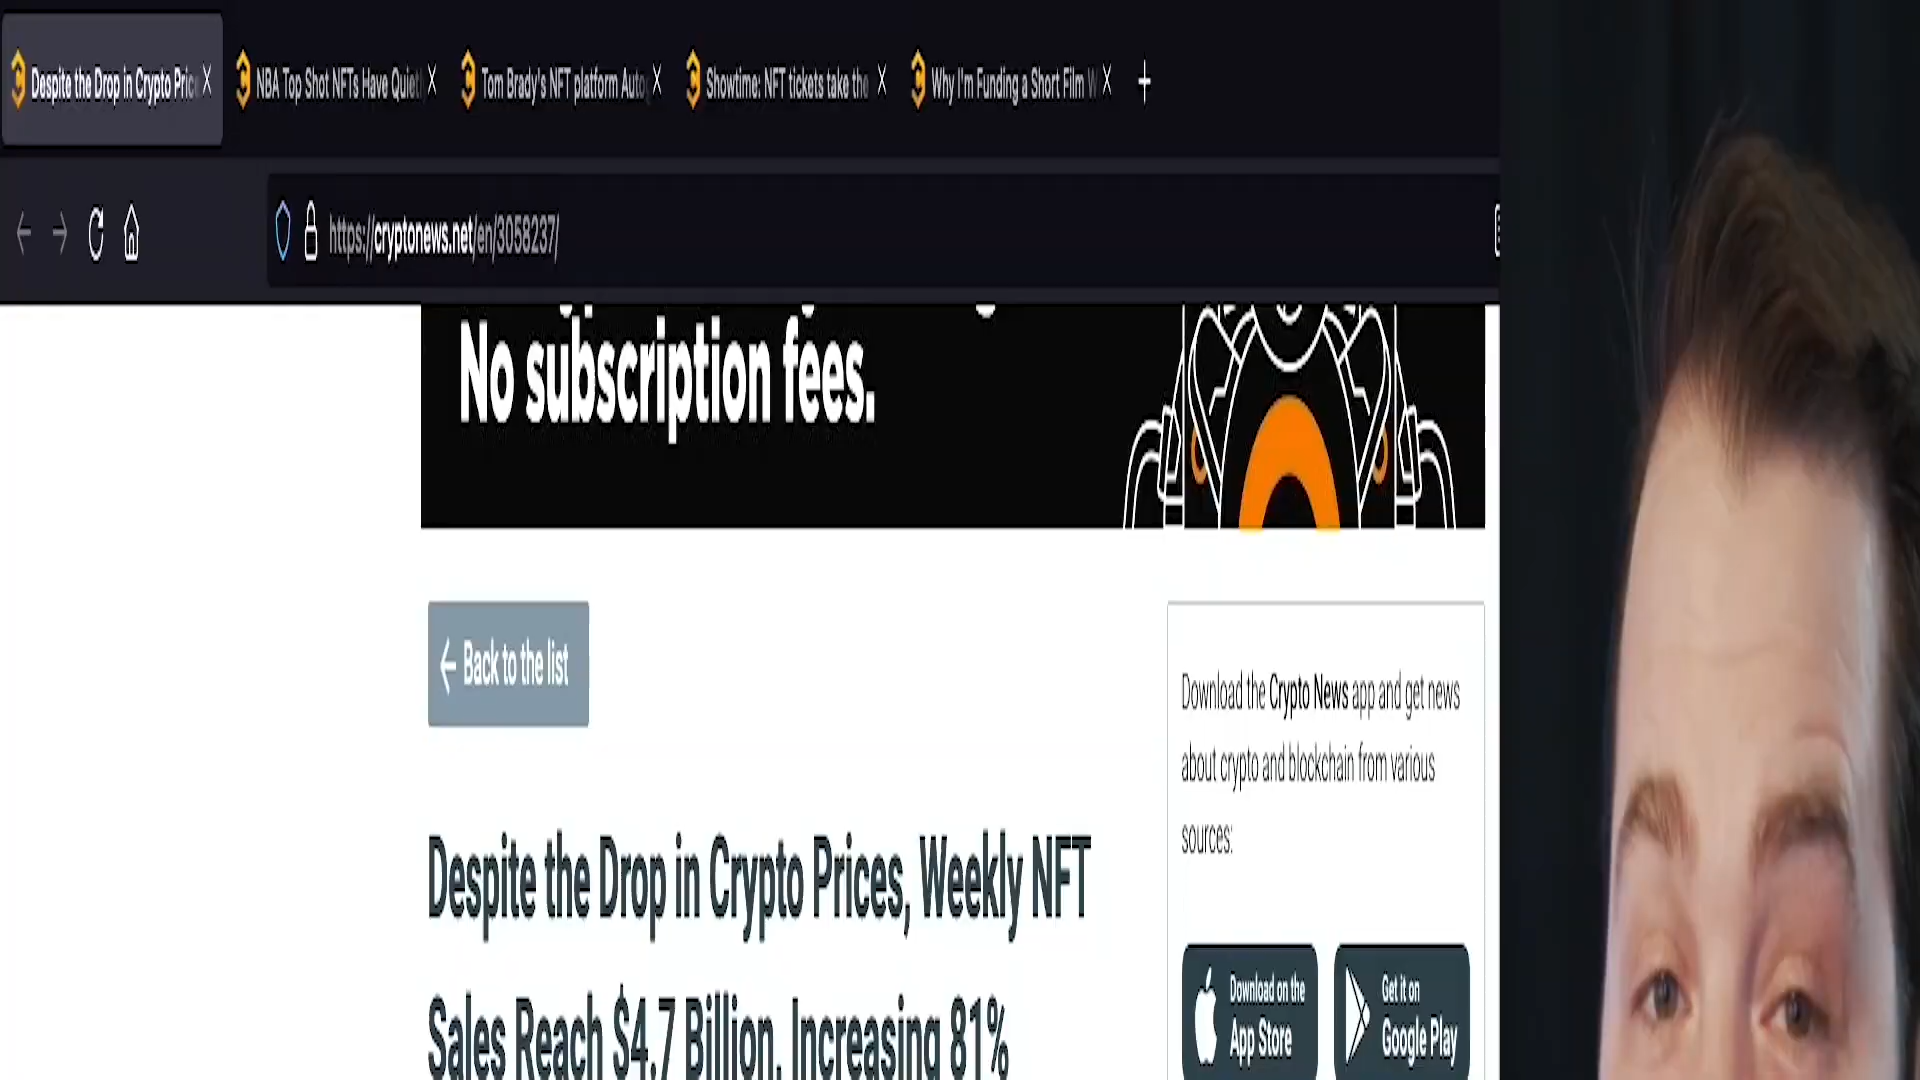 Despite the Drop in Crypto Pric
NBA Top Shot NFTs Have Quietl
Tom Brady's NFT platform Auto
Showtime: NFT tickets take the
Why I'm Funding a Short Film W
https://cryptonews.net/en/3058237/
No subscription fees.
Back to the list
Despite the Drop in Crypto Prices, Weekly NFT
Sales Reach $4.7 Billion, Increasing 81%
Download the Crypto News app and get news
about crypto and blockchain from various
sources:
Download on the
App Store
Get it on
Google Play